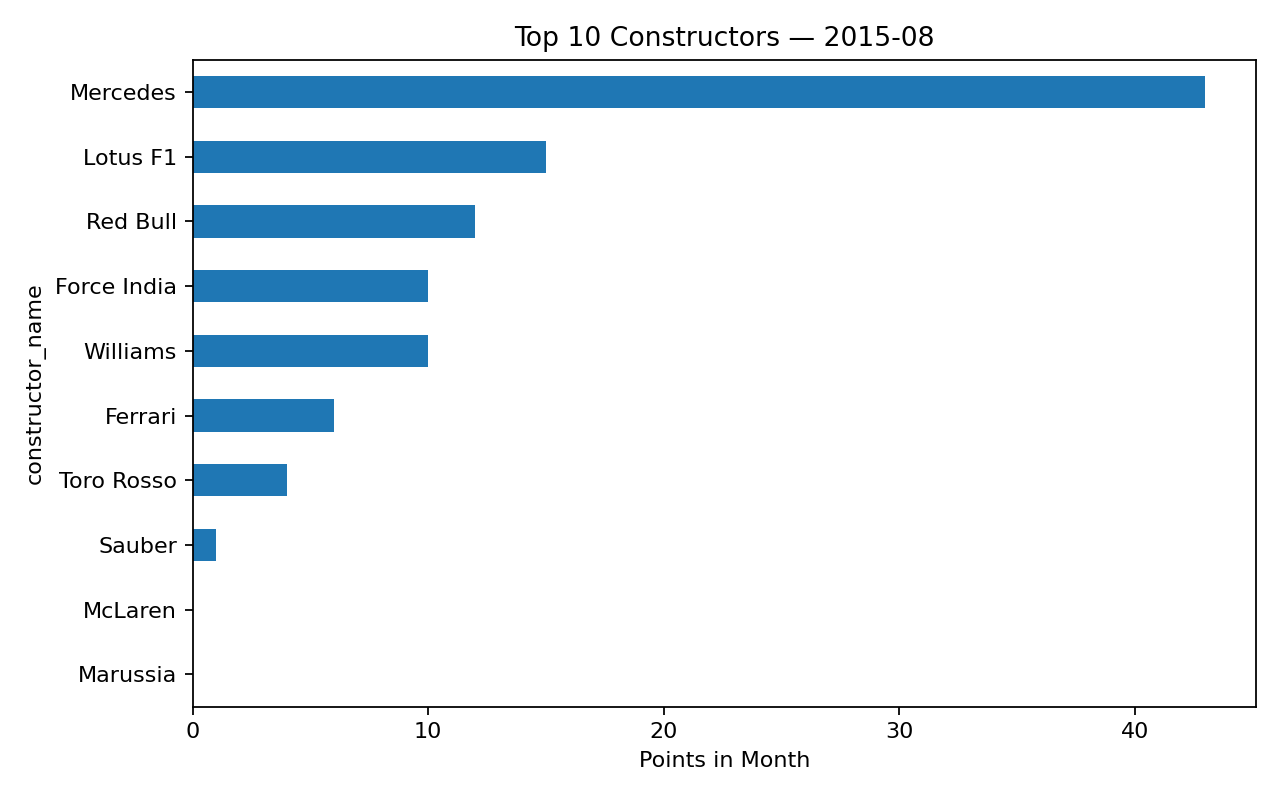 Top 10 Constructors — 2015-08
constructor_name
Mercedes
Lotus F1
Red Bull
Force India
Williams
Ferrari
Toro Rosso
Sauber
McLaren
Marussia
0 10 20 30 40
Points in Month